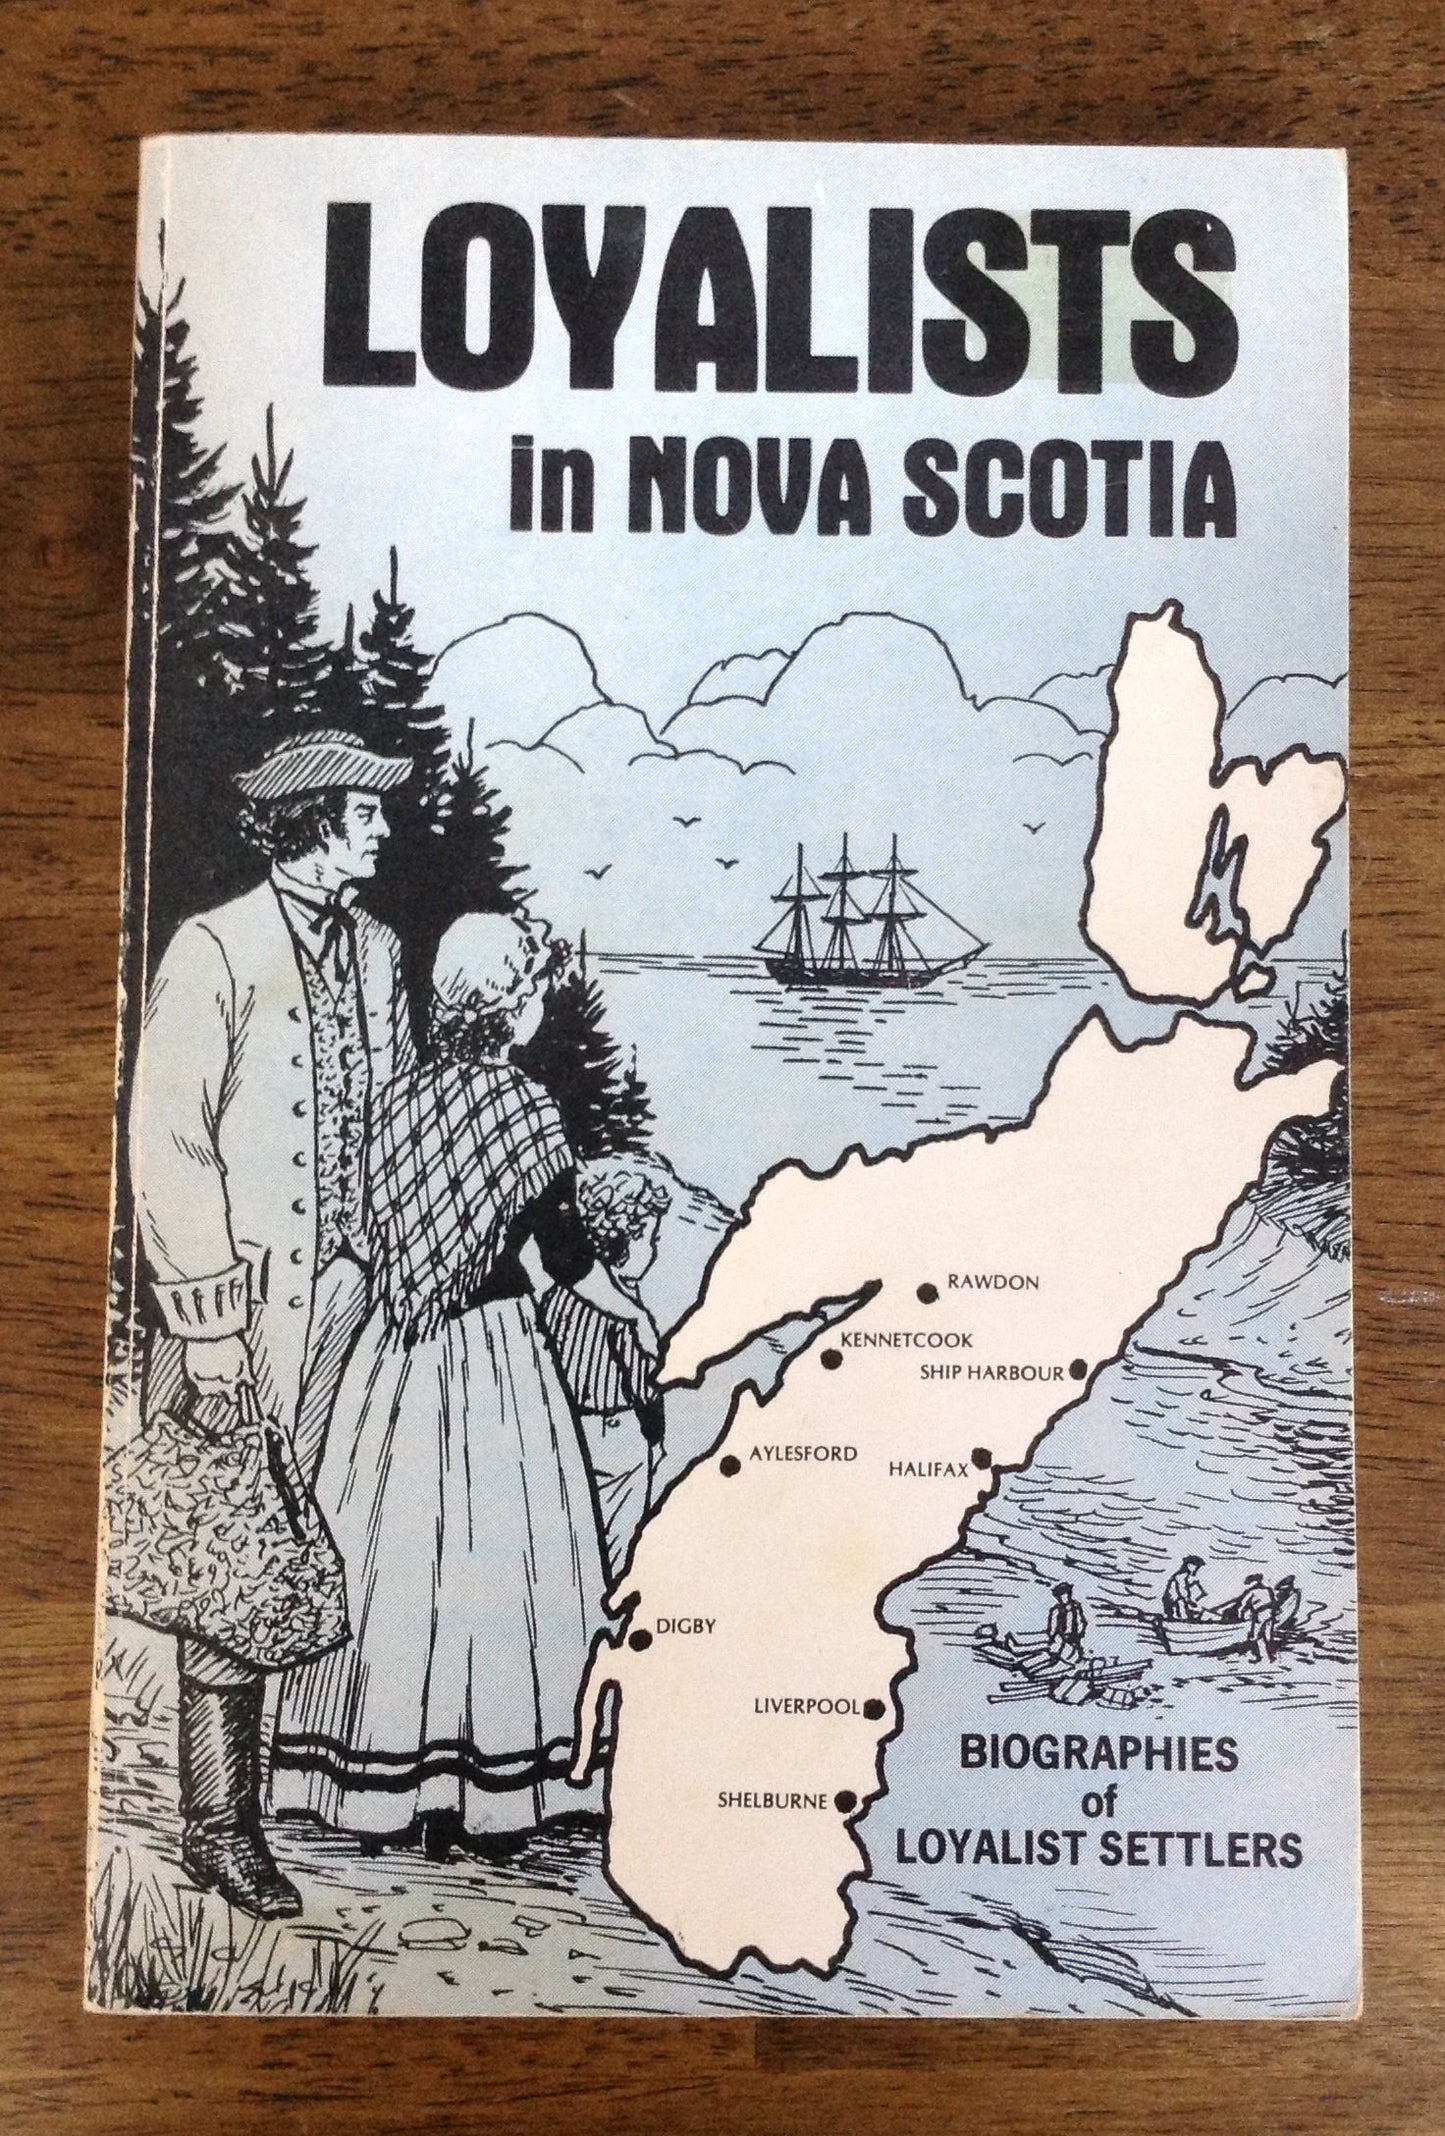 LOYALISTS
in NOVA SCOTIA
RAWDON
KENNETCOOK
SHIP HARBOUR
AYLESFORD
HALIFAX
DIGBY
LIVERPOOL
SHELBURNE
BIOGRAPHIES
of
LOYALIST SETTLERS